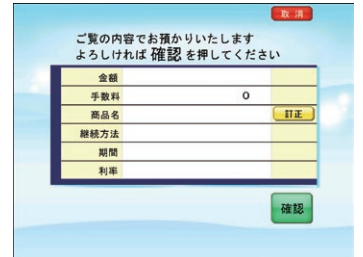 取消
ご覧の内容でお預かりいたします
よろしければ 確認 を押してください
金額
手数料 0
商品名 訂正
継続方法
期間
利率
確認